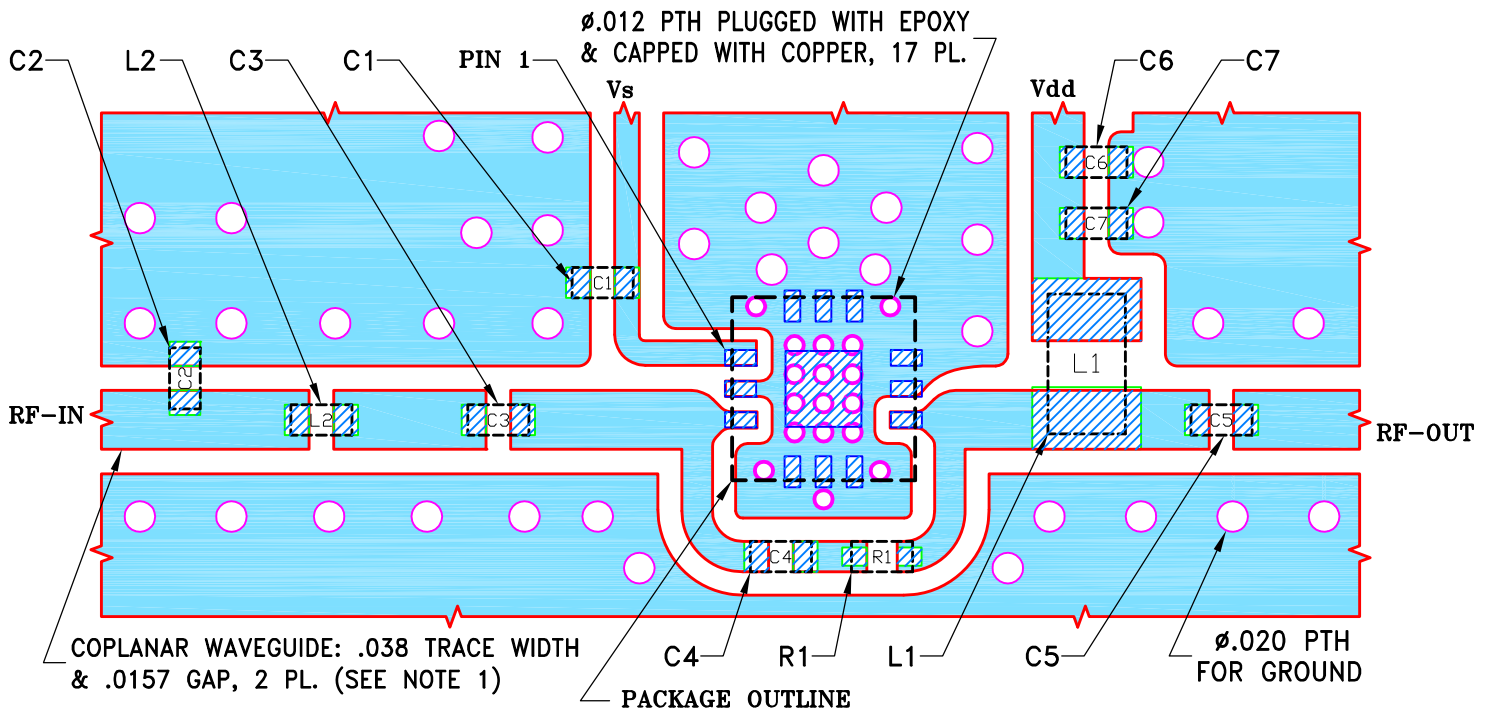 ø.012 PTH PLUGGED WITH EPOXY
& CAPPED WITH COPPER, 17 PL.
C2
L2
C3
C1
PIN 1
C6
C7
Vs
Vdd
C6
C7
C1
L1
C2
L2
C3
C5
RF-IN
RF-OUT
C4
R1
COPLANAR WAVEGUIDE: .038 TRACE WIDTH
& .0157 GAP, 2 PL. (SEE NOTE 1)
C4
R1
L1
C5
ø.020 PTH
FOR GROUND
PACKAGE OUTLINE